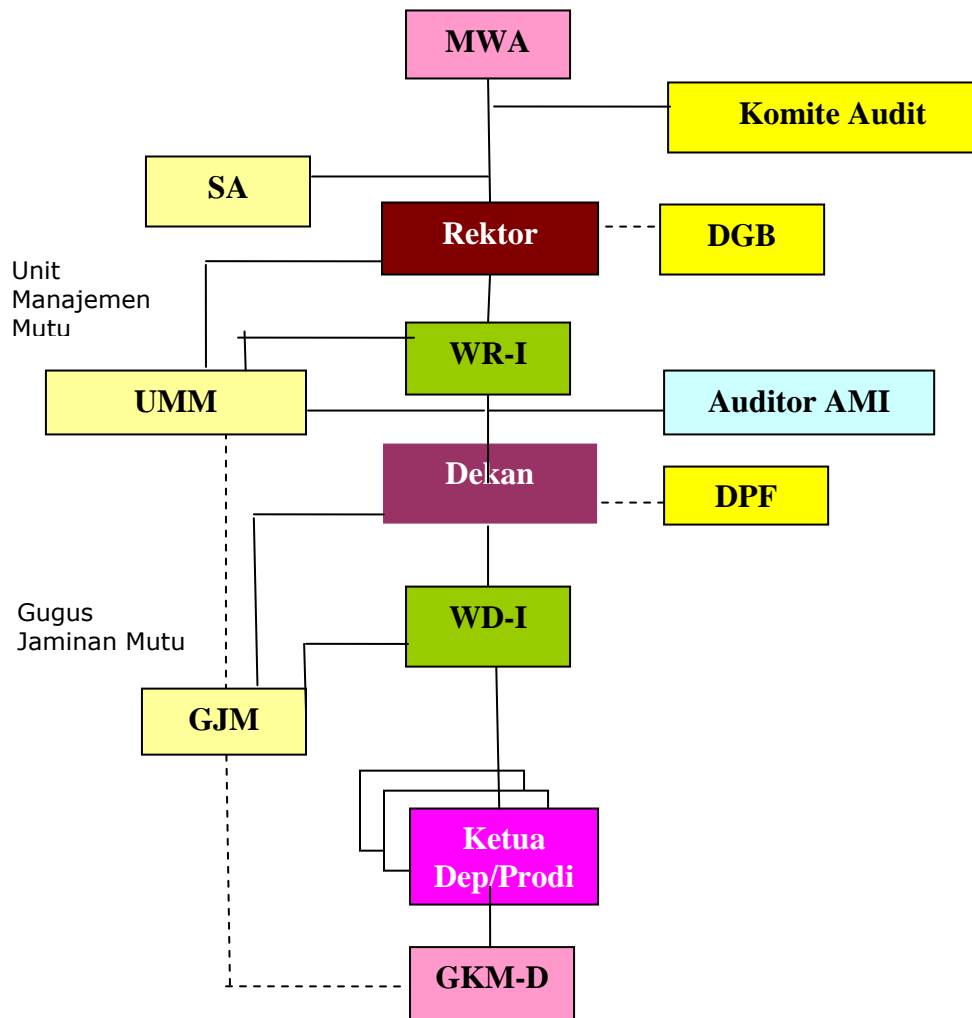 MWA
Komite Audit
SA
Rektor
DGB
Unit
Manajemen
Mutu
WR-I
UMM
Auditor AMI
Dekan
DPF
Gugus
Jaminan Mutu
WD-I
GJM
Ketua
Dep/Prodi
GKM-D